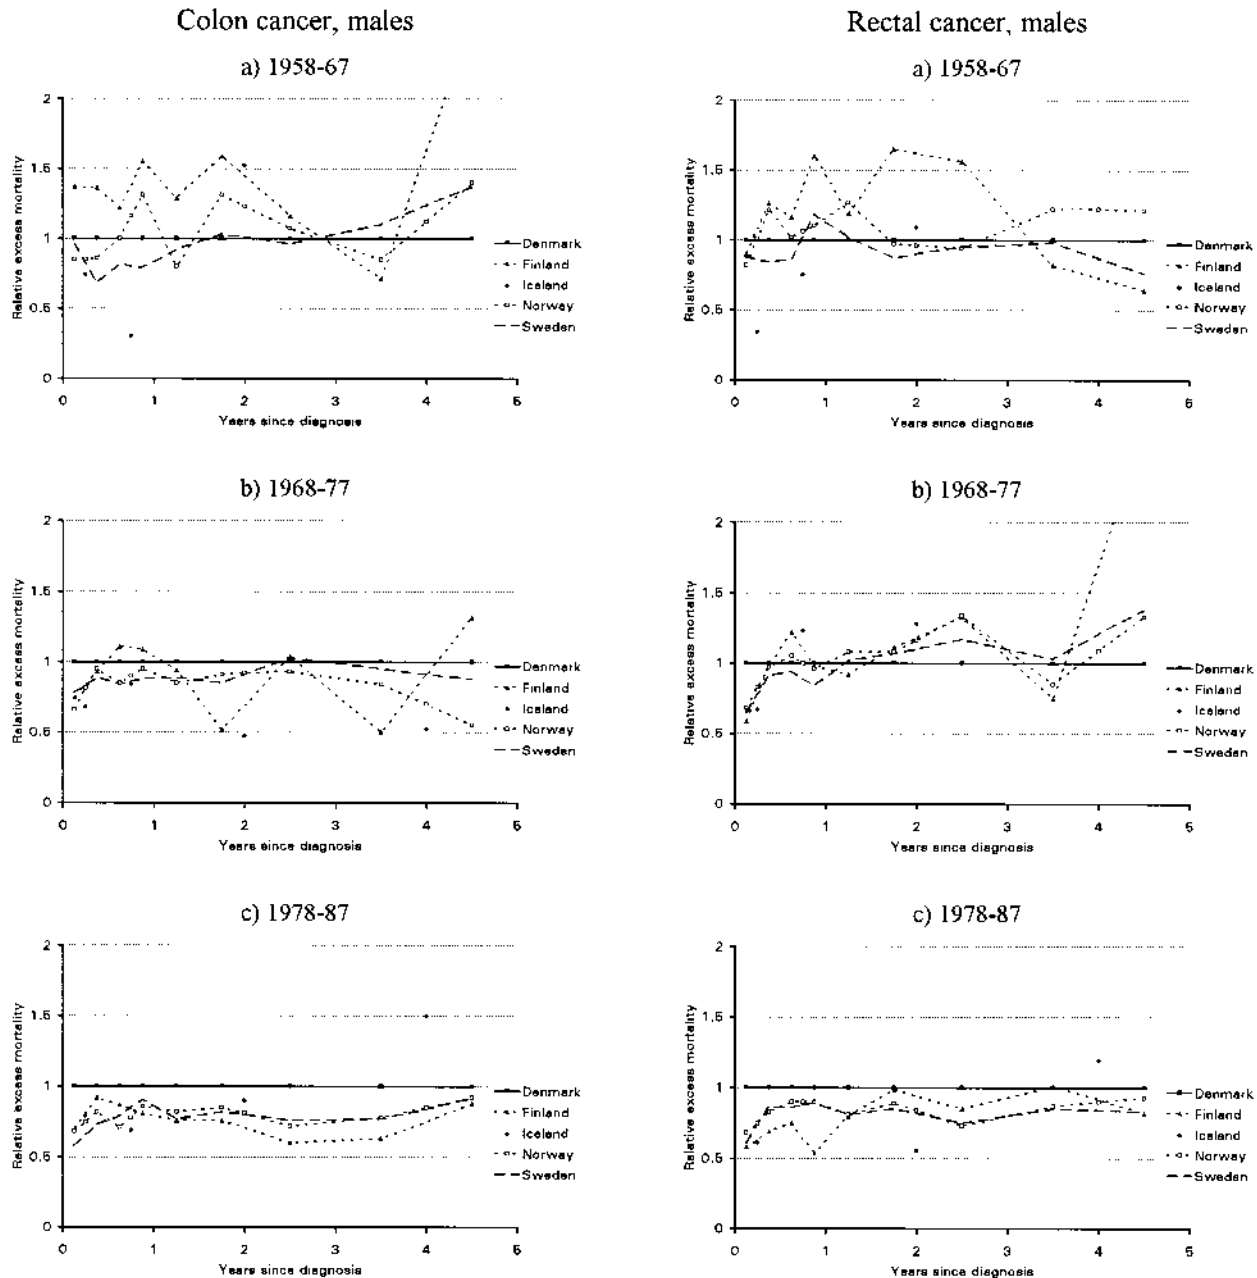 Colon cancer, males
a) 1958-67
2
1.5
1
0.5
0
Relative excess mortality
0 1 2 3 4 5
Years since diagnosis
Denmark
Finland
Iceland
Norway
Sweden
b) 1968-77
2
1.5
1
0.5
0
Relative excess mortality
0 1 2 3 4 5
Years since diagnosis
Denmark
Finland
Iceland
Norway
Sweden
c) 1978-87
2
1.5
1
0.5
0
Relative excess mortality
0 1 2 3 4 5
Years since diagnosis
Denmark
Finland
Iceland
Norway
Sweden
Rectal cancer, males
a) 1958-67
2
1.5
1
0.5
0
Relative excess mortality
0 1 2 3 4 5
Years since diagnosis
Denmark
Finland
Iceland
Norway
Sweden
b) 1968-77
2
1.5
1
0.5
0
Relative excess mortality
0 1 2 3 4 5
Years since diagnosis
Denmark
Finland
Iceland
Norway
Sweden
c) 1978-87
2
1.5
1
0.5
0
Relative excess mortality
0 1 2 3 4 5
Years since diagnosis
Denmark
Finland
Iceland
Norway
Sweden